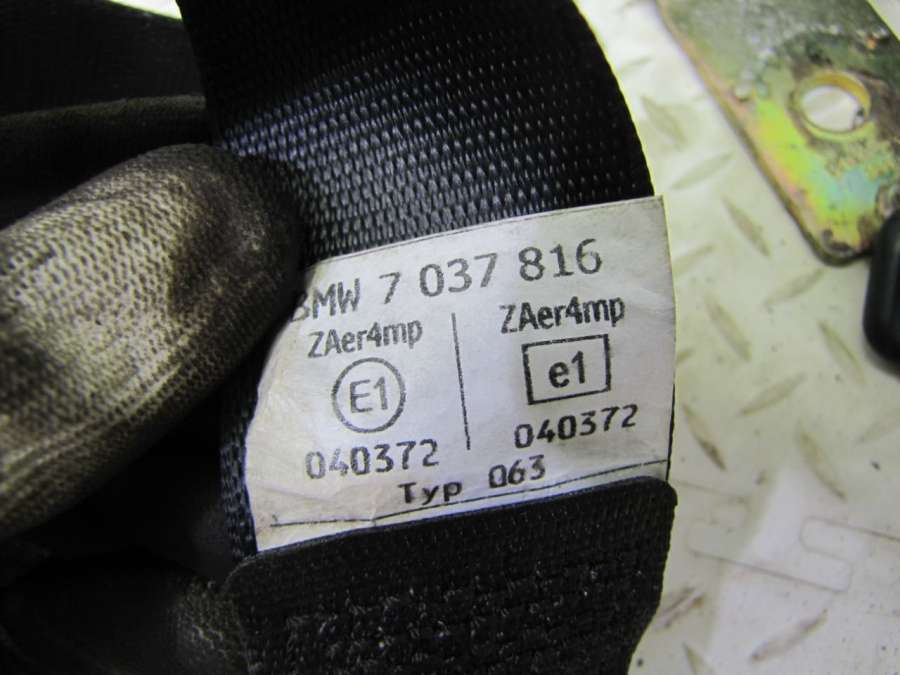 BMW 7 037 816
ZAer4mp ZAer4mp
E1 e1
040372 040372
Typ 063